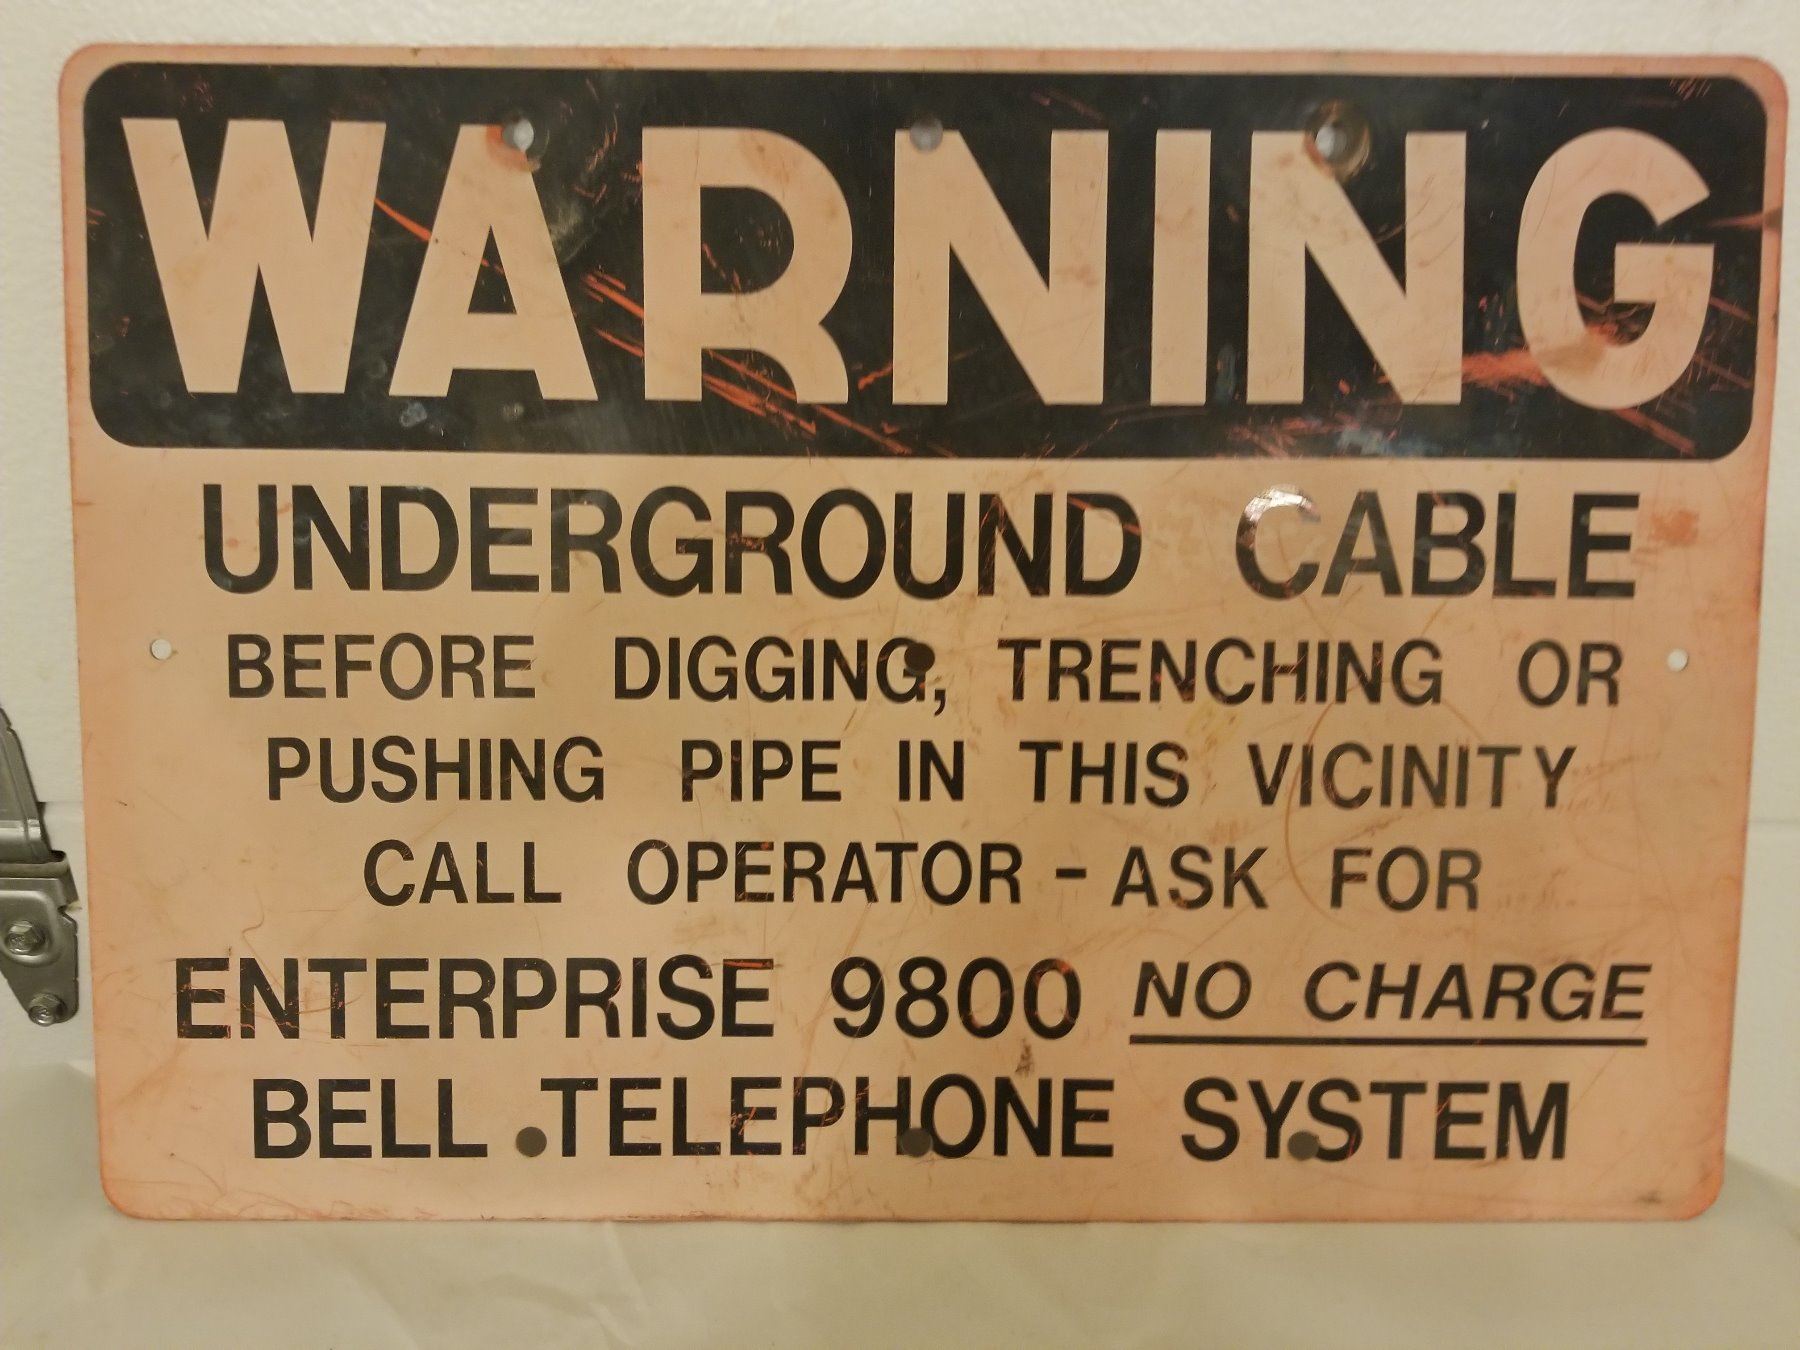 WARNING
UNDERGROUND CABLE
BEFORE DIGGING, TRENCHING OR
PUSHING PIPE IN THIS VICINITY
CALL OPERATOR - ASK FOR
ENTERPRISE 9800 NO CHARGE
BELL TELEPHONE SYSTEM